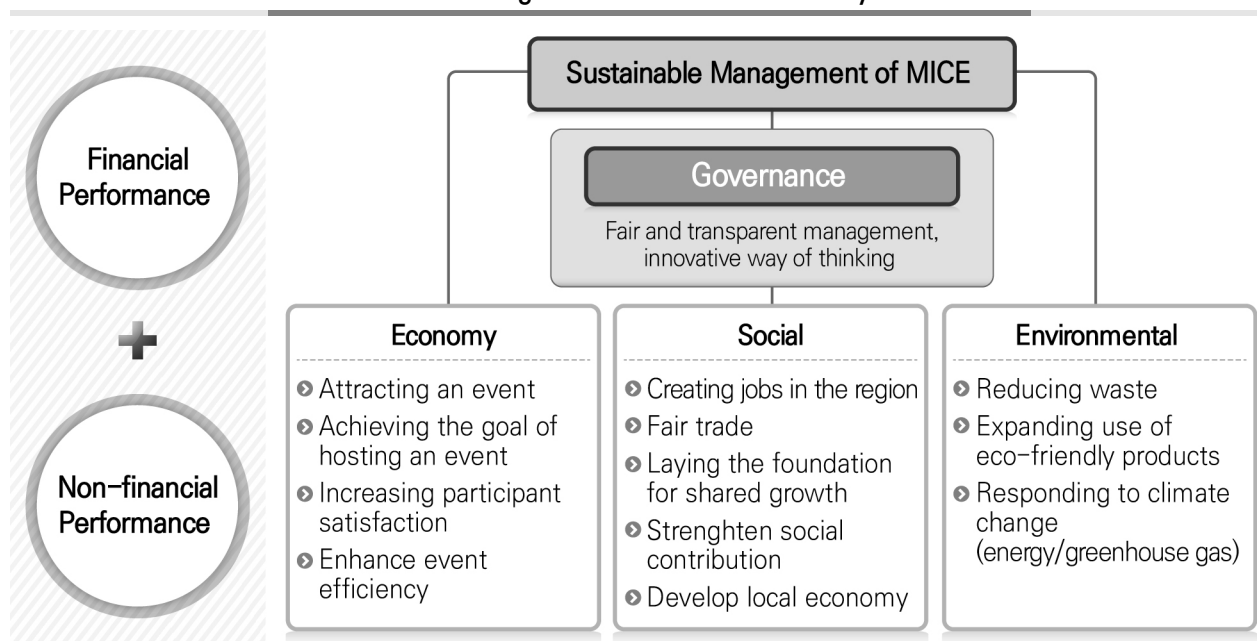 Sustainable Management of MICE
Financial
Performance
Governance
Fair and transparent management,
innovative way of thinking
Non-financial
Performance
Economy
Attracting an event
Achieving the goal of
hosting an event
Increasing participant
satisfaction
Enhance event
efficiency
Social
Creating jobs in the region
Fair trade
Laying the foundation
for shared growth
Strenghten social
contribution
Develop local economy
Environmental
Reducing waste
Expanding use of
eco-friendly products
Responding to climate
change
(energy/greenhouse gas)